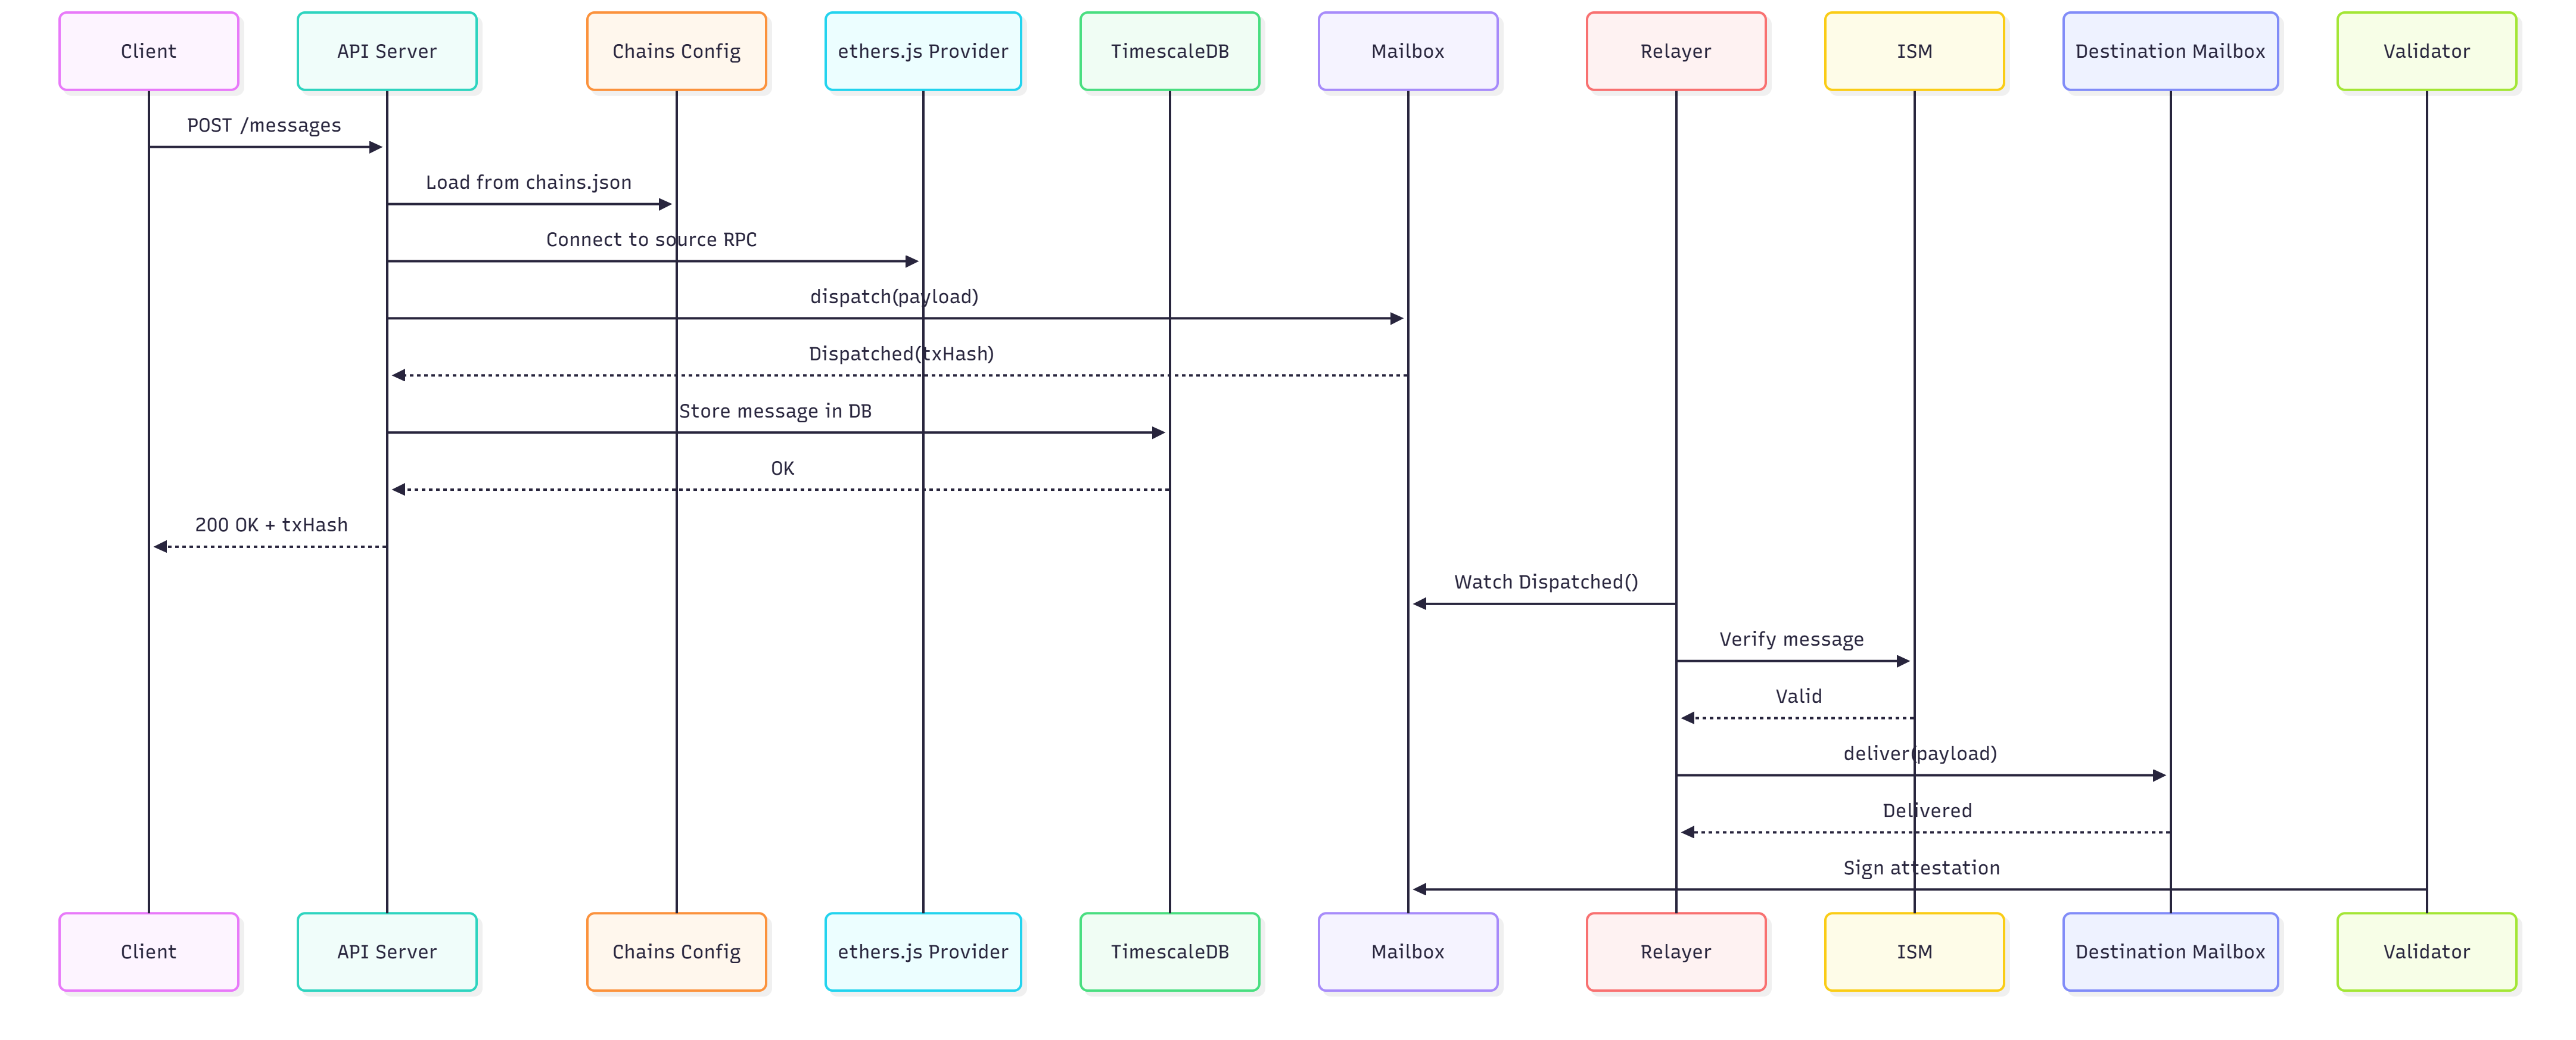 Client
API Server
Chains Config
ethers.js Provider
TimescaleDB
Mailbox
Relayer
ISM
Destination Mailbox
Validator
POST /messages
Load from chains.json
Connect to source RPC
dispatch(payload)
Dispatched(txHash)
Store message in DB
OK
200 OK + txHash
Watch Dispatched()
Verify message
Valid
deliver(payload)
Delivered
Sign attestation
Client
API Server
Chains Config
ethers.js Provider
TimescaleDB
Mailbox
Relayer
ISM
Destination Mailbox
Validator